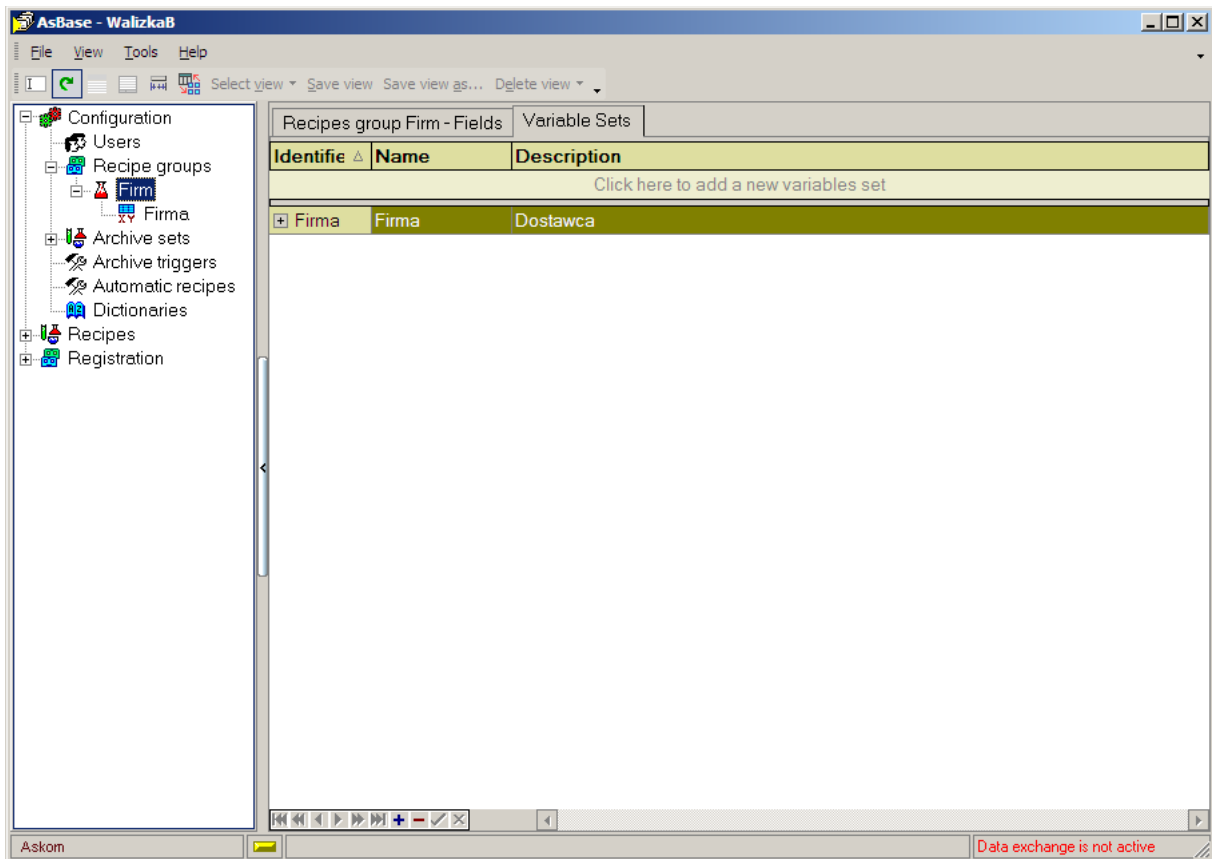 AsBase - WalizkaB
File View Tools Help
Select view Save view Save view as... Delete view
Configuration
Users
Recipe groups
Firm
Firma
Archive sets
Archive triggers
Automatic recipes
Dictionaries
Recipes
Registration
Recipes group Firm - Fields Variable Sets
Identifie Name Description
Click here to add a new variables set
Firma Firma Dostawca
Askom Data exchange is not active